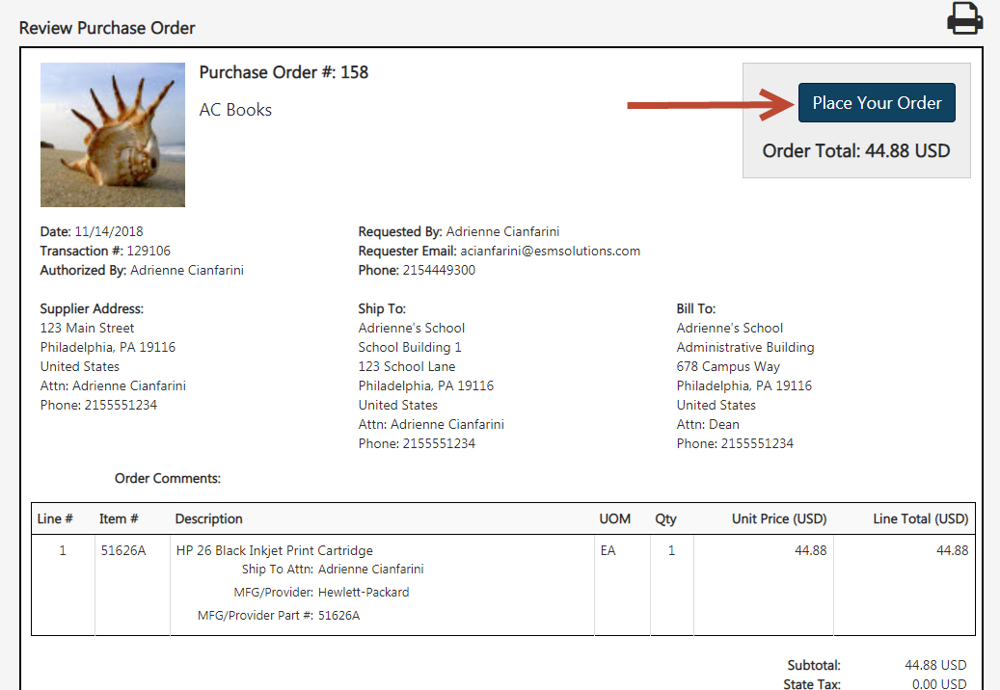 Review Purchase Order
Purchase Order #: 158
AC Books
Place Your Order
Order Total: 44.88 USD
Date: 11/14/2018
Transaction #: 129106
Authorized By: Adrienne Cianfarini
Requested By: Adrienne Cianfarini
Requester Email: acianfarini@esmsolutions.com
Phone: 2154449300
Supplier Address:
123 Main Street
Philadelphia, PA 19116
United States
Attn: Adrienne Cianfarini
Phone: 2155551234
Ship To:
Adrienne's School
School Building 1
123 School Lane
Philadelphia, PA 19116
United States
Attn: Adrienne Cianfarini
Phone: 2155551234
Bill To:
Adrienne's School
Administrative Building
678 Campus Way
Philadelphia, PA 19116
United States
Attn: Dean
Phone: 2155551234
Order Comments:
Line # Item # Description UOM Qty Unit Price (USD) Line Total (USD)
1 51626A HP 26 Black Inkjet Print Cartridge EA 1 44.88 44.88
Ship To Attn: Adrienne Cianfarini
MFG/Provider: Hewlett-Packard
MFG/Provider Part #: 51626A
Subtotal: 44.88 USD
State Tax: 0.00 USD